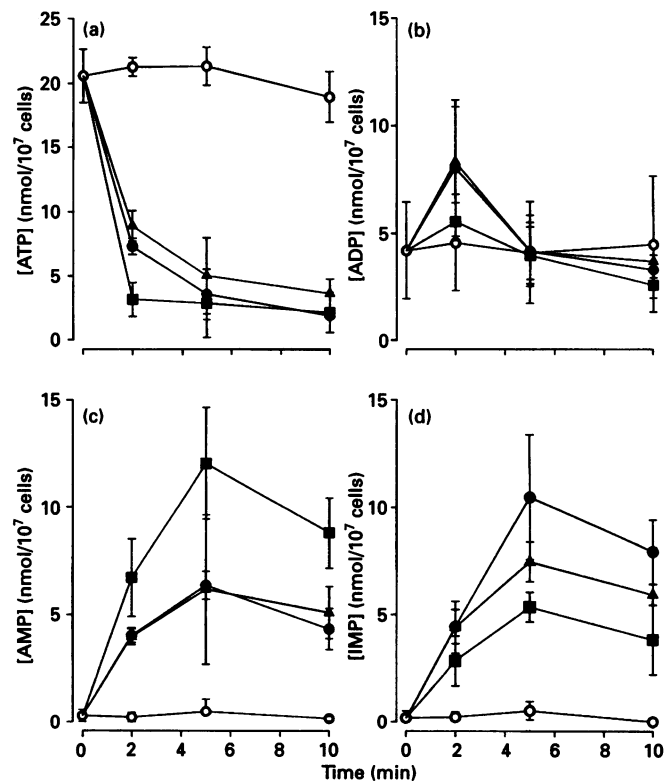 (a)
[ATP] (nmol/10⁷ cells)
25
20
15
10
5
0
(b)
[ADP] (nmol/10⁷ cells)
15
10
5
0
(c)
[AMP] (nmol/10⁷ cells)
15
10
5
0
0 2 4 6 8 10
(d)
[IMP] (nmol/10⁷ cells)
15
10
5
0
0 2 4 6 8 10
Time (min)